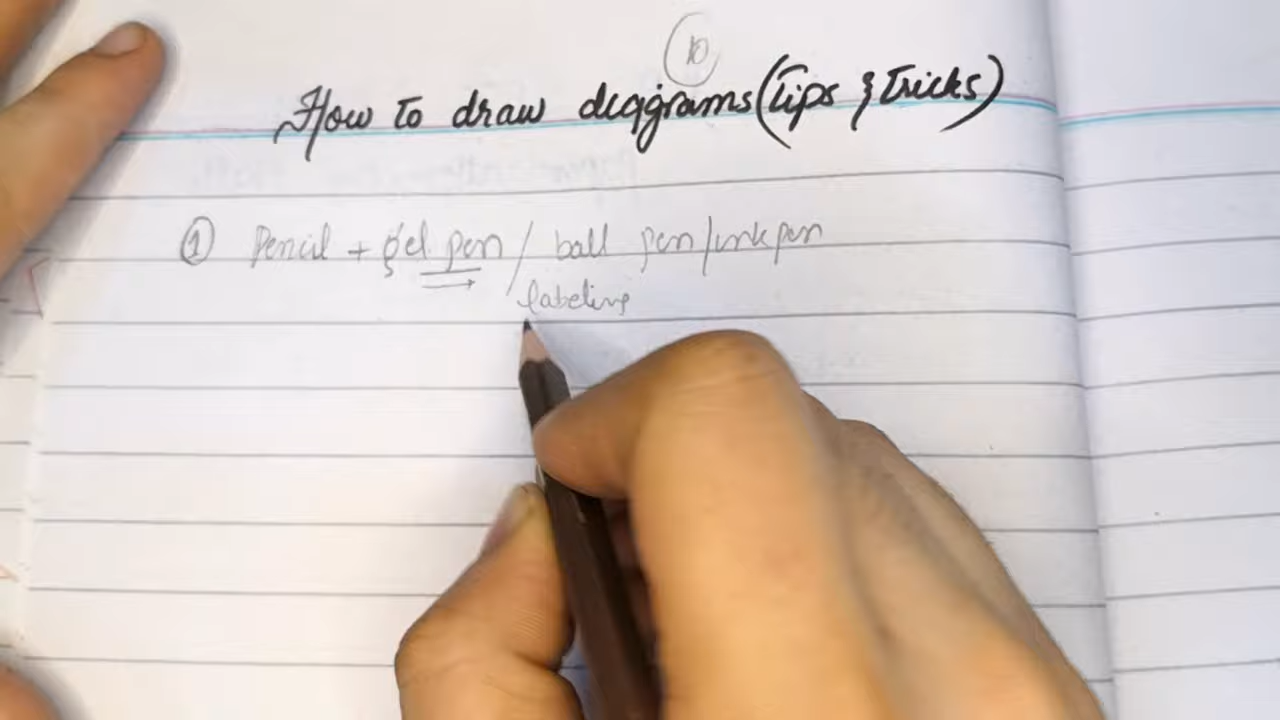 10
How to draw diagrams (Tips & Tricks)
① Pencil + gel pen / ball pen / ink pen
labeling